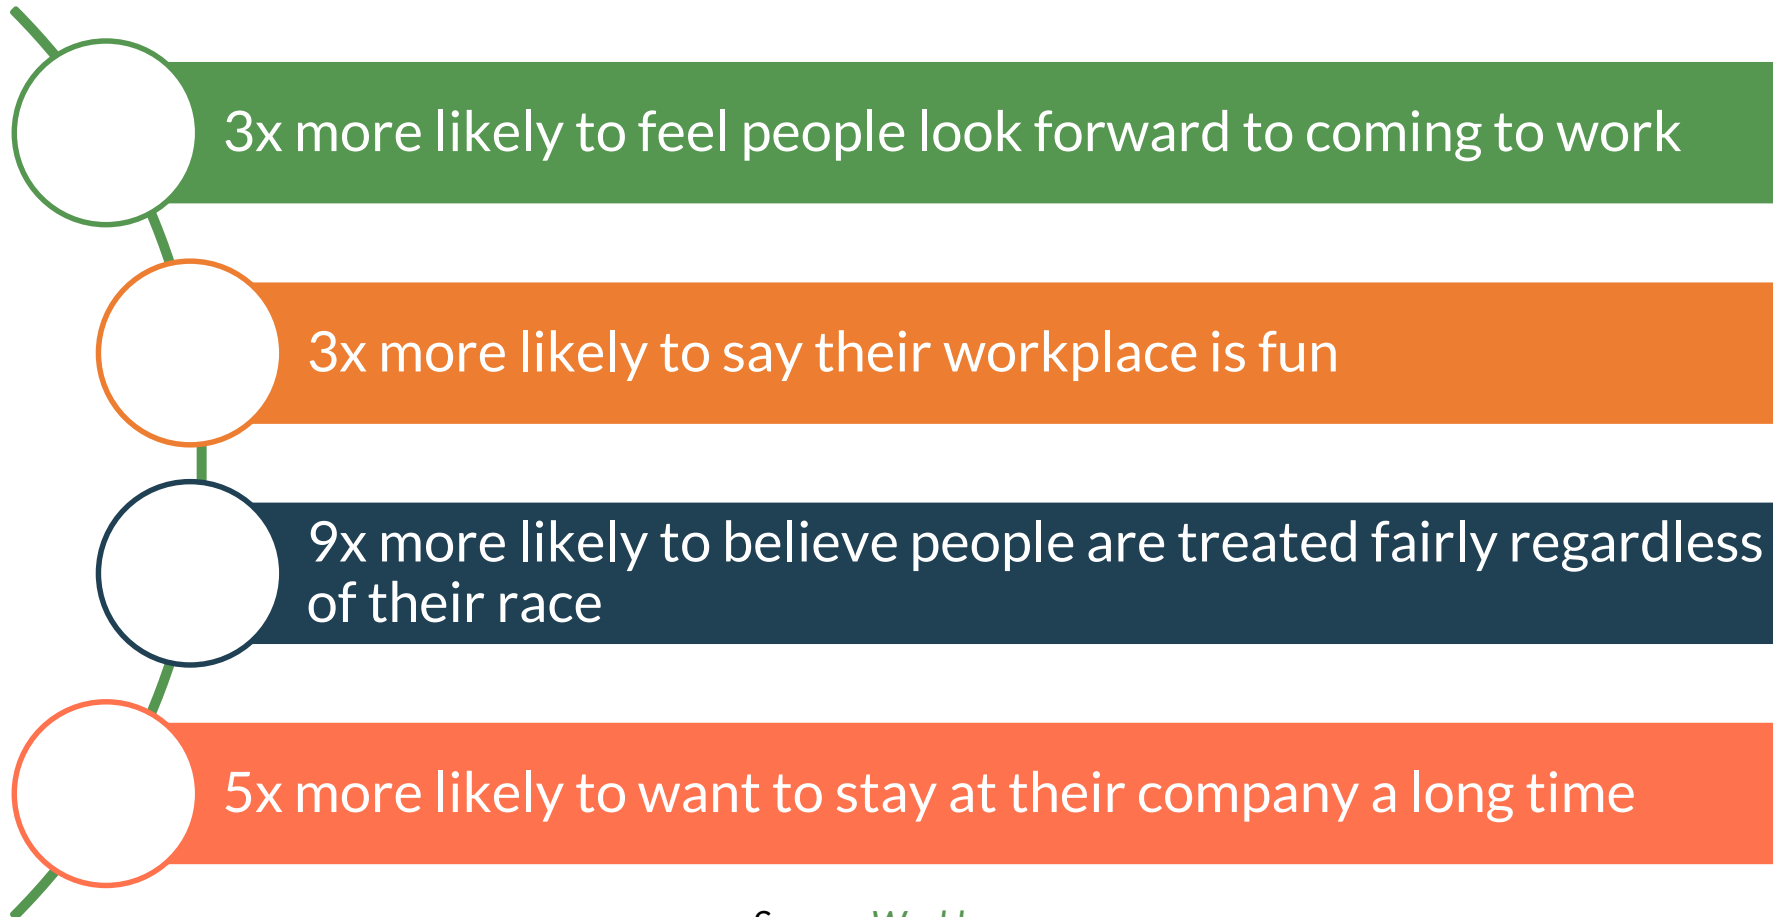 3x more likely to feel people look forward to coming to work
3x more likely to say their workplace is fun
9x more likely to believe people are treated fairly regardless
of their race
5x more likely to want to stay at their company a long time